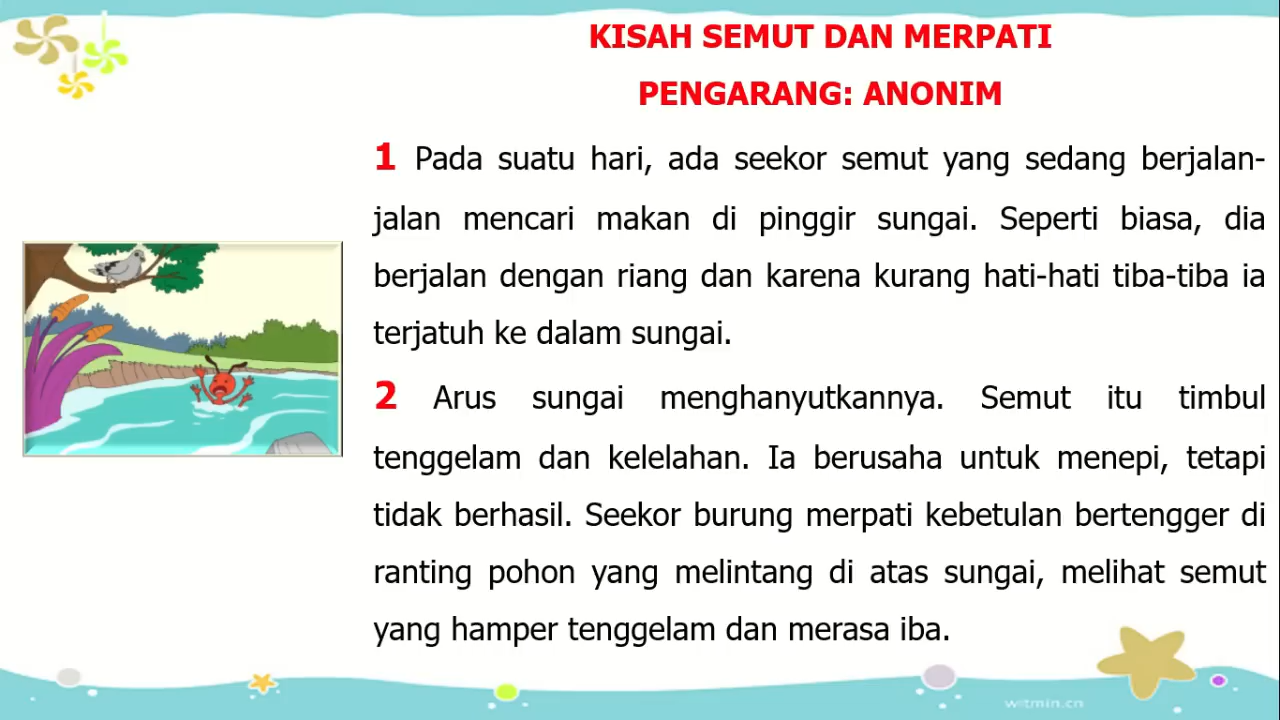 KISAH SEMUT DAN MERPATI
PENGARANG: ANONIM
1 Pada suatu hari, ada seekor semut yang sedang berjalan-
jalan mencari makan di pinggir sungai. Seperti biasa, dia
berjalan dengan riang dan karena kurang hati-hati tiba-tiba ia
terjatuh ke dalam sungai.
2 Arus sungai menghanyutkannya. Semut itu timbul
tenggelam dan kelelahan. Ia berusaha untuk menepi, tetapi
tidak berhasil. Seekor burung merpati kebetulan bertengger di
ranting pohon yang melintang di atas sungai, melihat semut
yang hamper tenggelam dan merasa iba.
witmin.cn